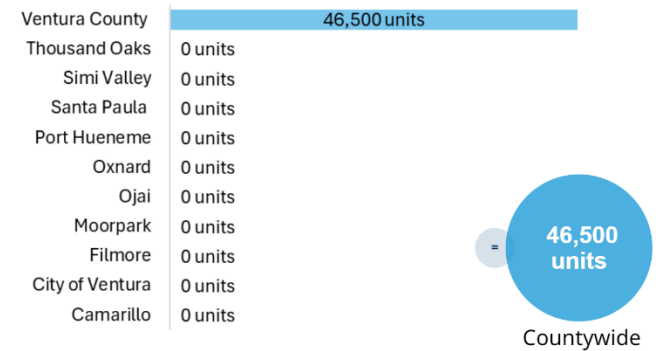 Ventura County 46,500 units
Thousand Oaks 0 units
Simi Valley 0 units
Santa Paula 0 units
Port Hueneme 0 units
Oxnard 0 units
Ojai 0 units
Moorpark 0 units
Filmore 0 units
City of Ventura 0 units
Camarillo 0 units
=
46,500
units
Countywide